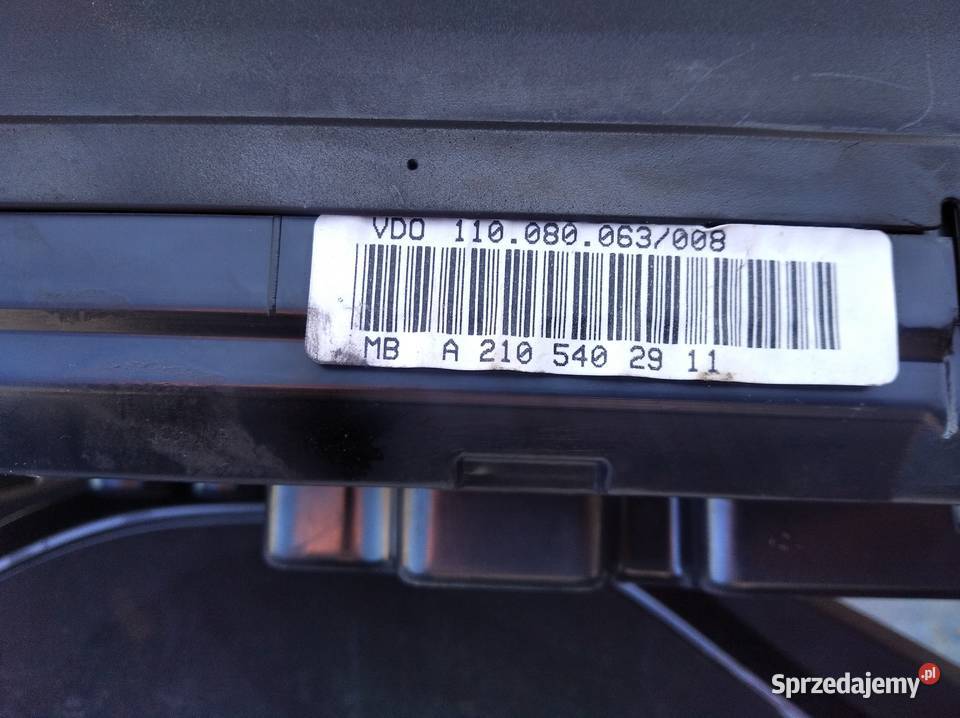 VDO 110.080.063/008
MB A 210 540 29 11
Sprzedajemy.pl